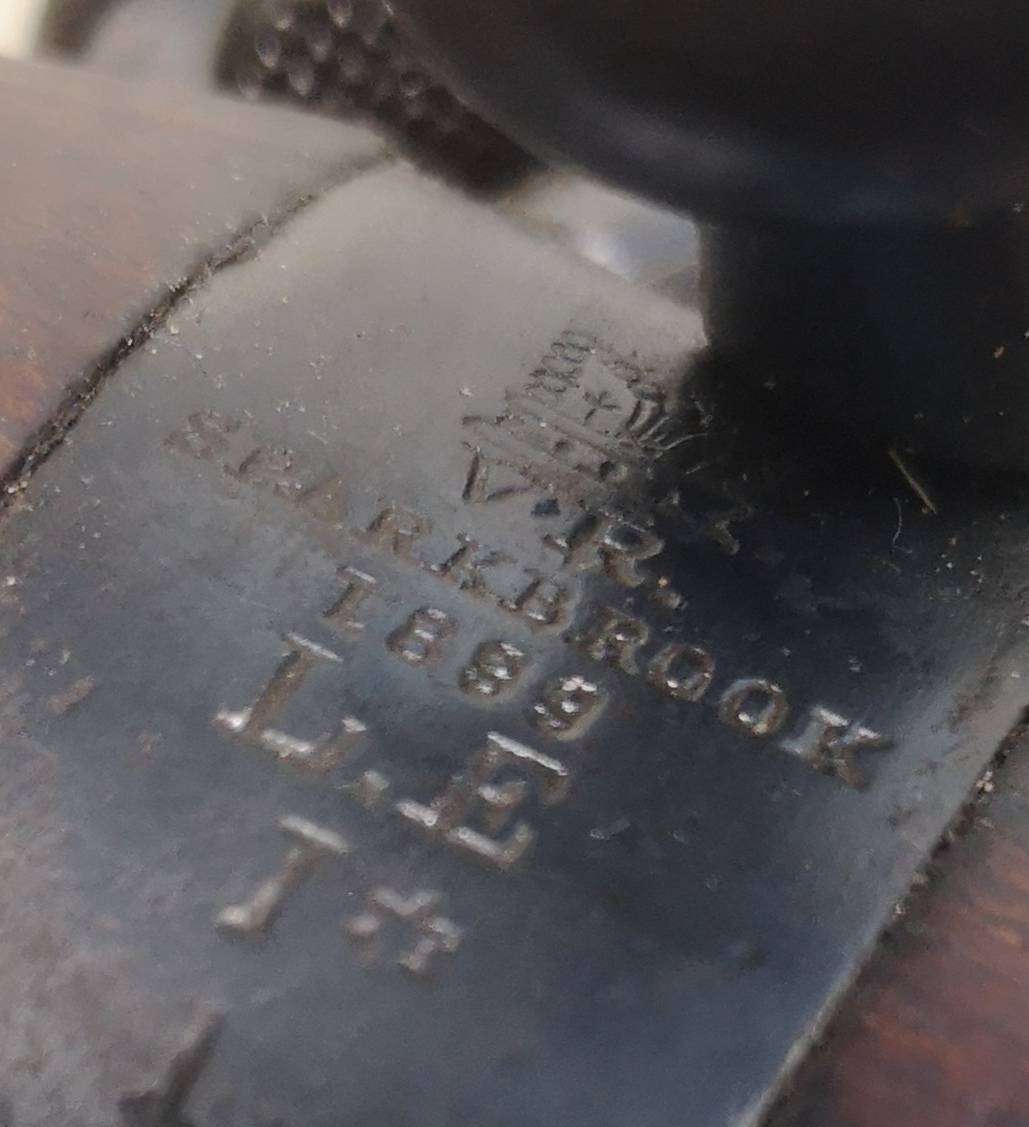 V.R.
SPARKBROOK
1899
L.E
I*